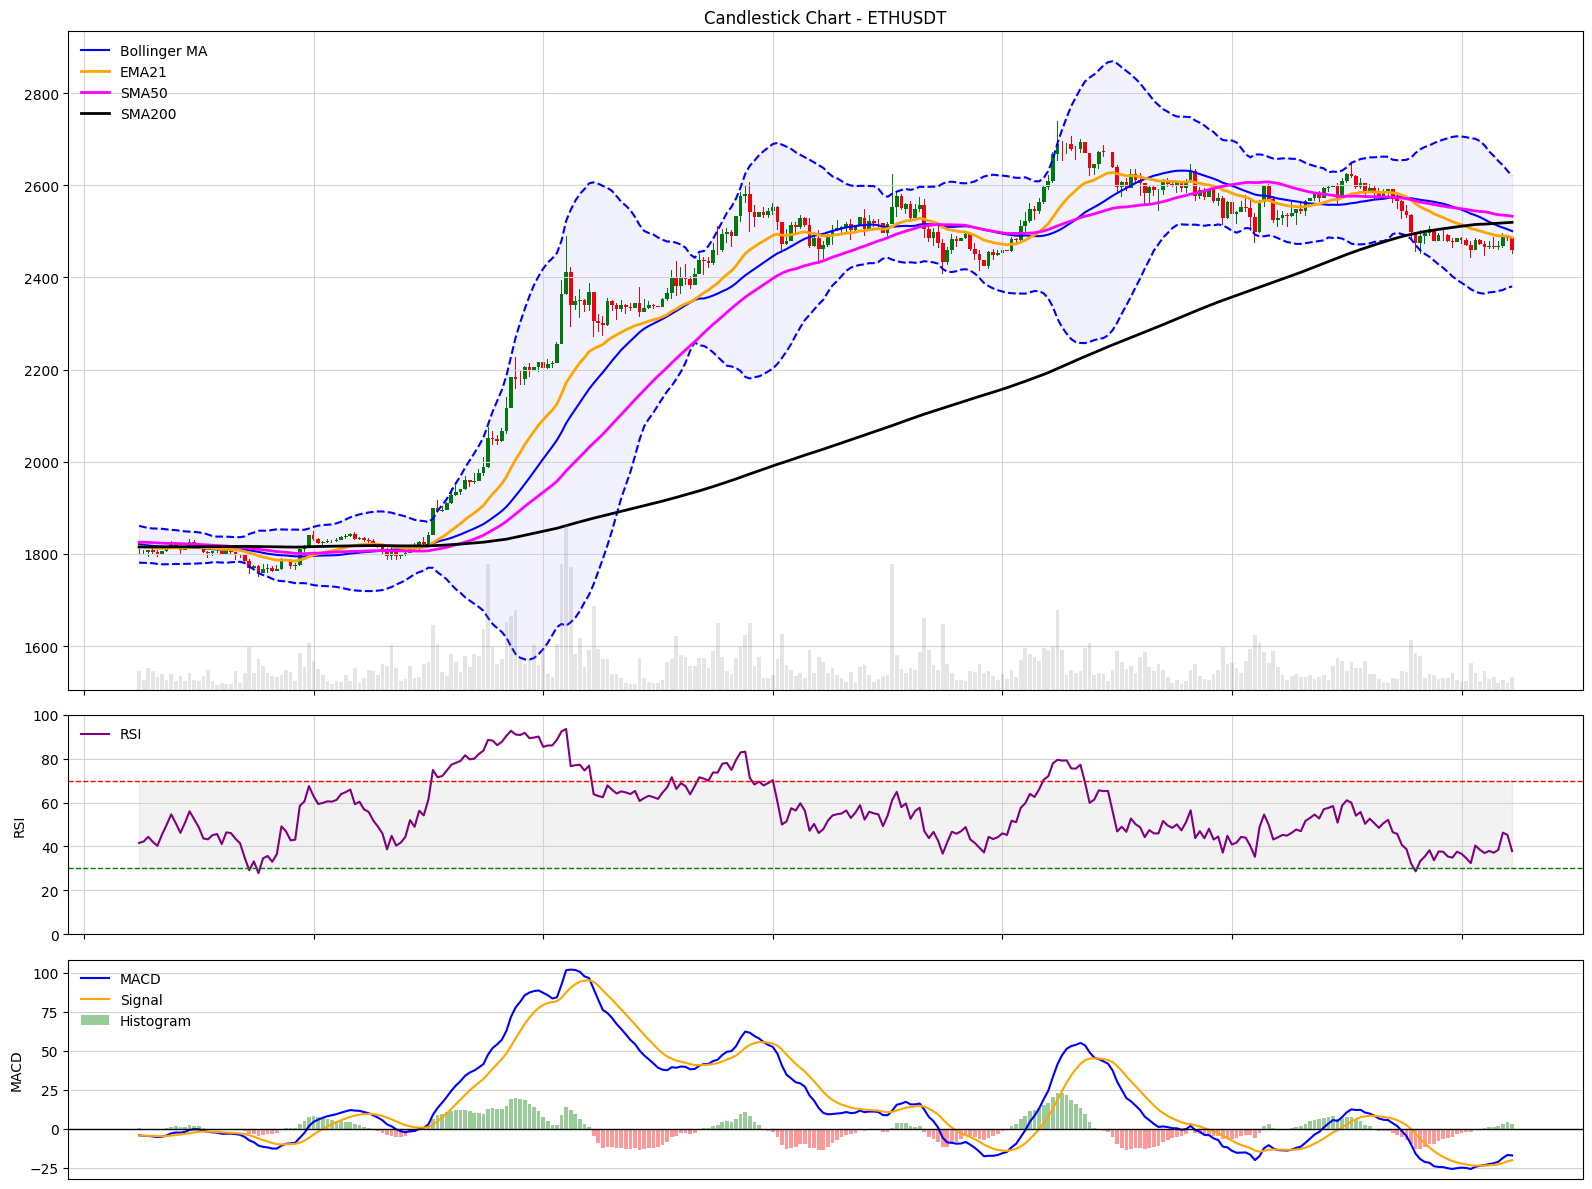 Candlestick Chart - ETHUSDT
Bollinger MA
EMA21
SMA50
SMA200
2800
2600
2400
2200
2000
1800
1600
100
80
60
40
20
0
RSI
RSI
100
75
50
25
0
−25
MACD
MACD
Signal
Histogram